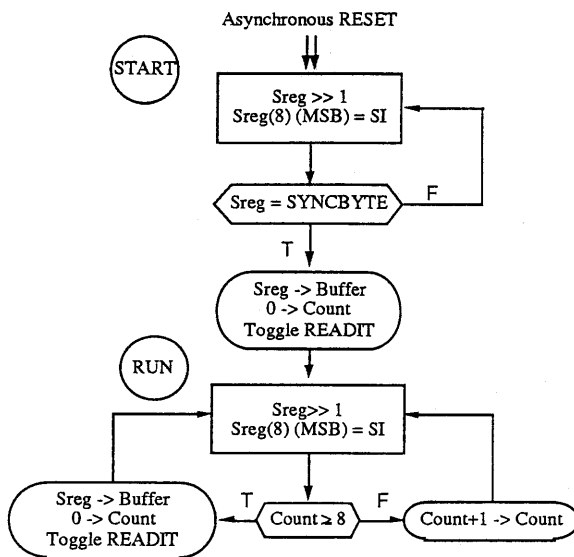 Asynchronous RESET
START
Sreg >> 1
Sreg(8) (MSB) = SI
Sreg = SYNCBYTE
F
T
Sreg -> Buffer
0 -> Count
Toggle READIT
RUN
Sreg>> 1
Sreg(8) (MSB) = SI
Sreg -> Buffer
0 -> Count
Toggle READIT
T
Count ≥ 8
F
Count+1 -> Count